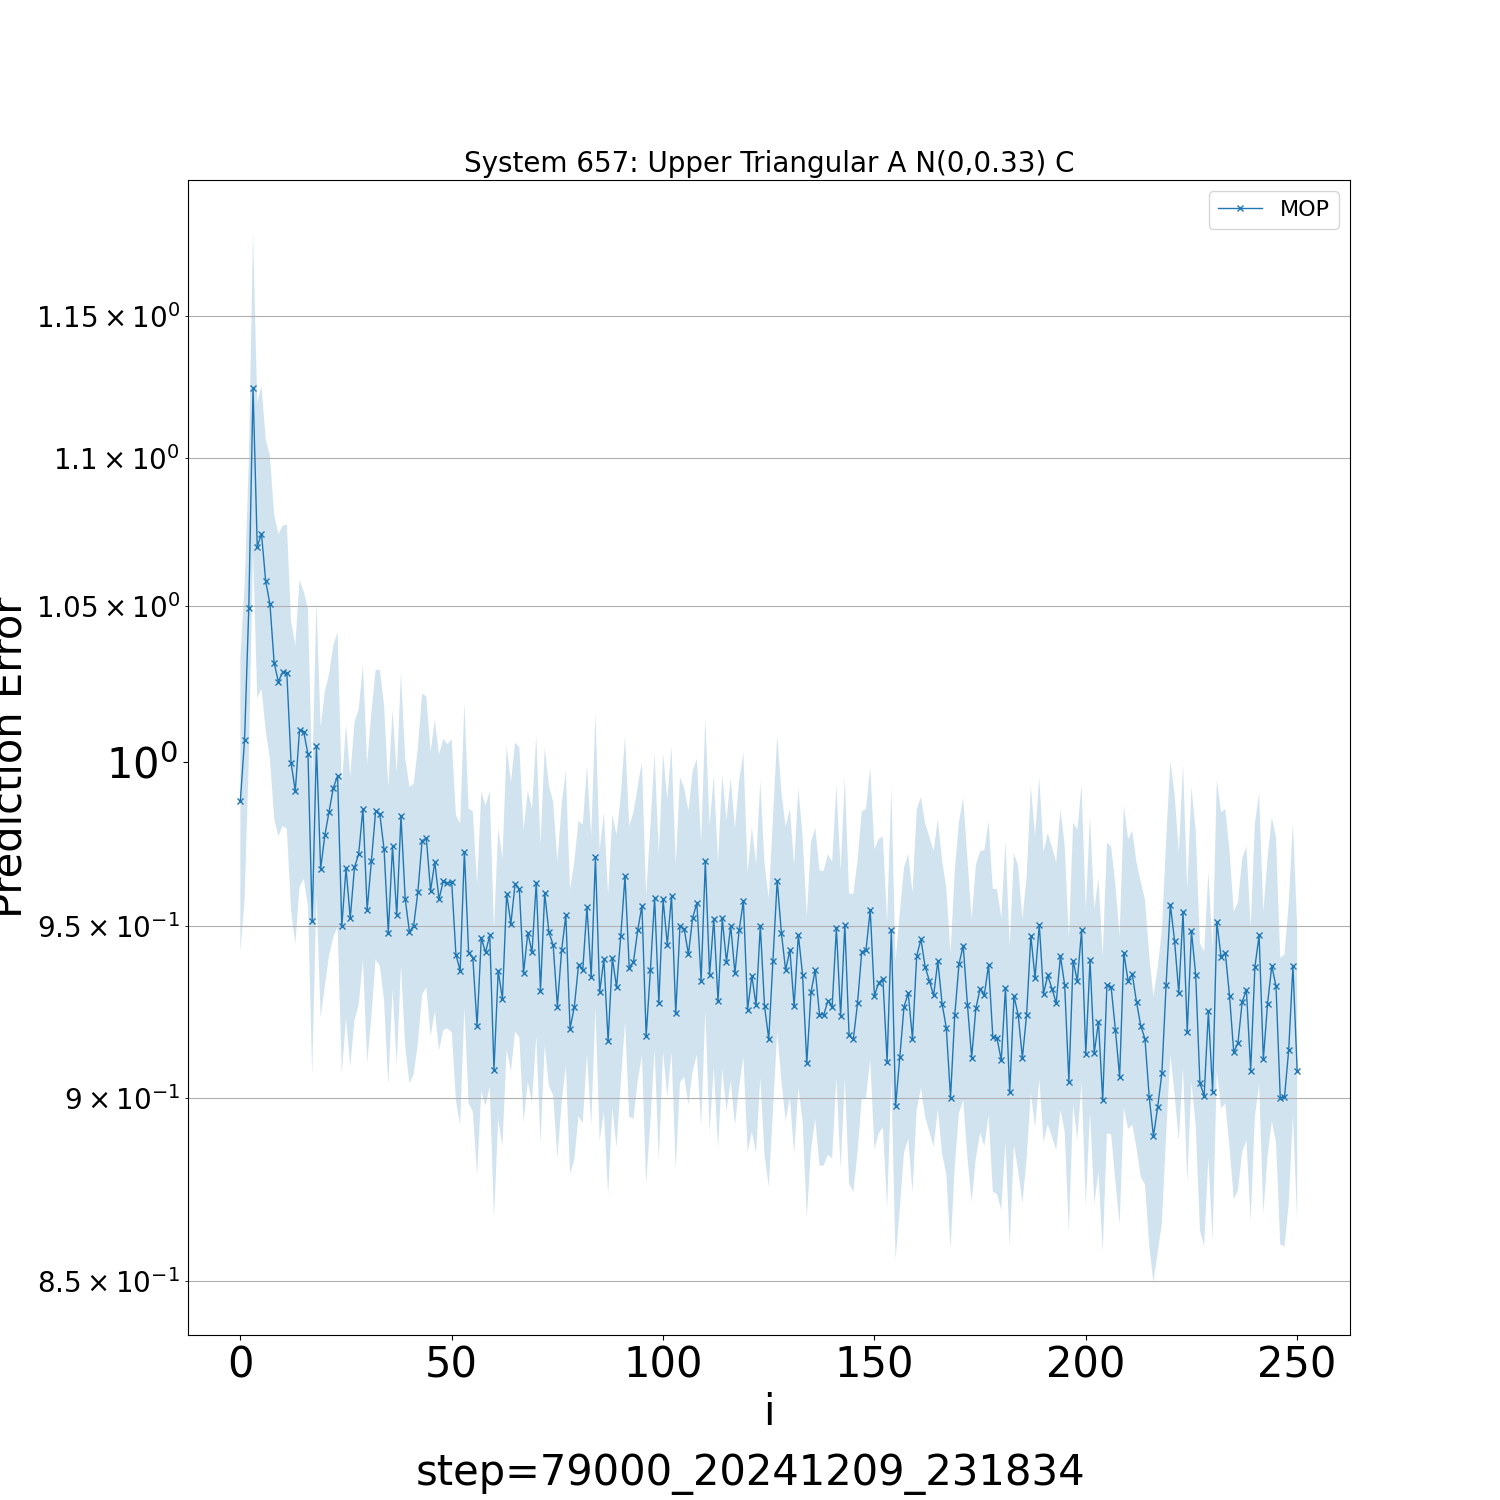 System 657: Upper Triangular A N(0,0.33) C
MOP
1.15 × 10⁰
1.1 × 10⁰
1.05 × 10⁰
10⁰
9.5 × 10⁻¹
9 × 10⁻¹
8.5 × 10⁻¹
Prediction Error
0 50 100 150 200 250
i
step=79000_20241209_231834